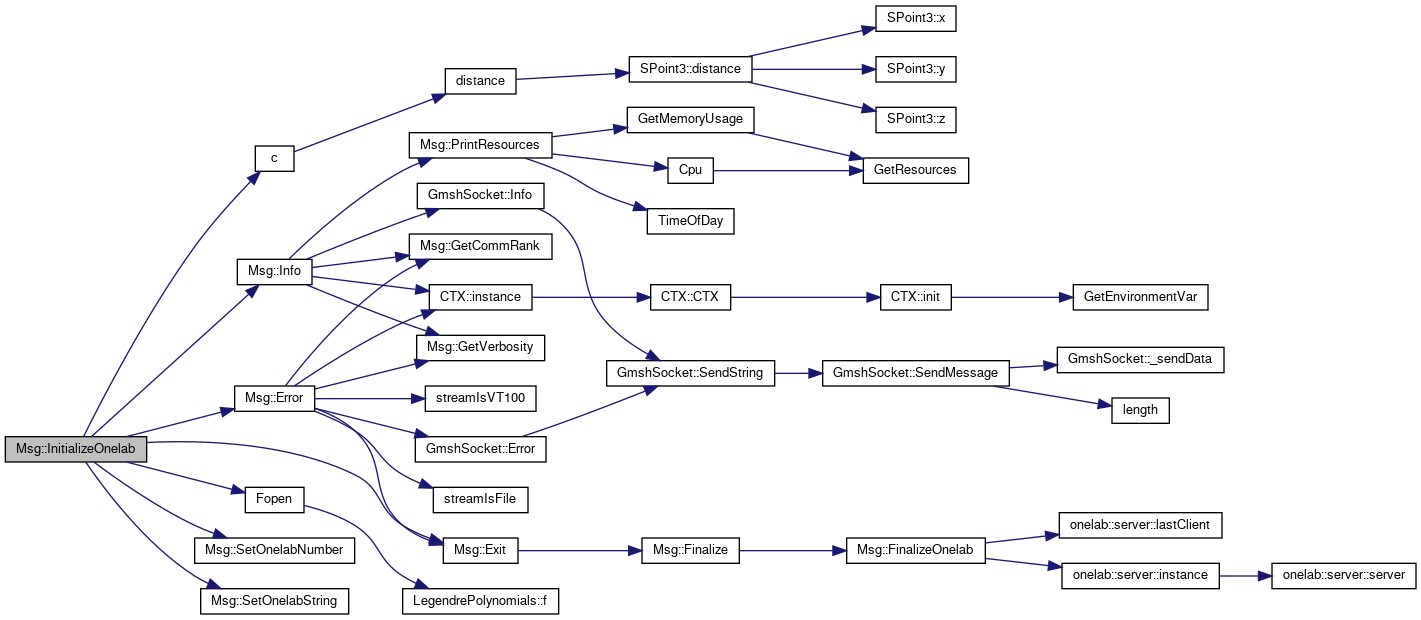 Msg::InitializeOnelab
c
distance
SPoint3::distance
SPoint3::x
SPoint3::y
SPoint3::z
Msg::Info
Msg::PrintResources
GetMemoryUsage
Cpu
GetResources
TimeOfDay
GmshSocket::Info
Msg::GetCommRank
CTX::instance
CTX::CTX
CTX::init
GetEnvironmentVar
Msg::GetVerbosity
GmshSocket::SendString
GmshSocket::SendMessage
GmshSocket::_sendData
length
Msg::Error
streamIsVT100
GmshSocket::Error
streamIsFile
Msg::Exit
Msg::Finalize
Msg::FinalizeOnelab
onelab::server::lastClient
onelab::server::instance
onelab::server::server
Fopen
LegendrePolynomials::f
Msg::SetOnelabNumber
Msg::SetOnelabString